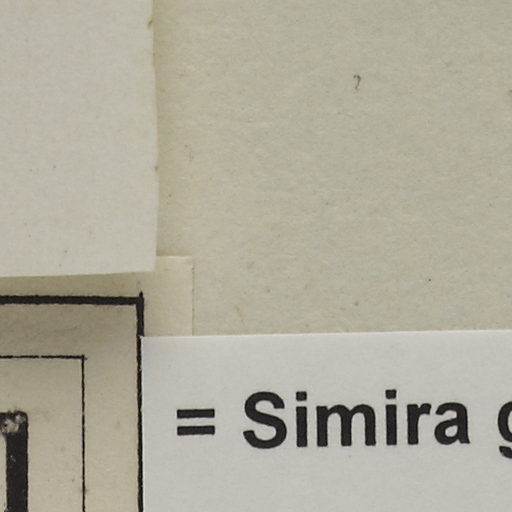 = Simira g